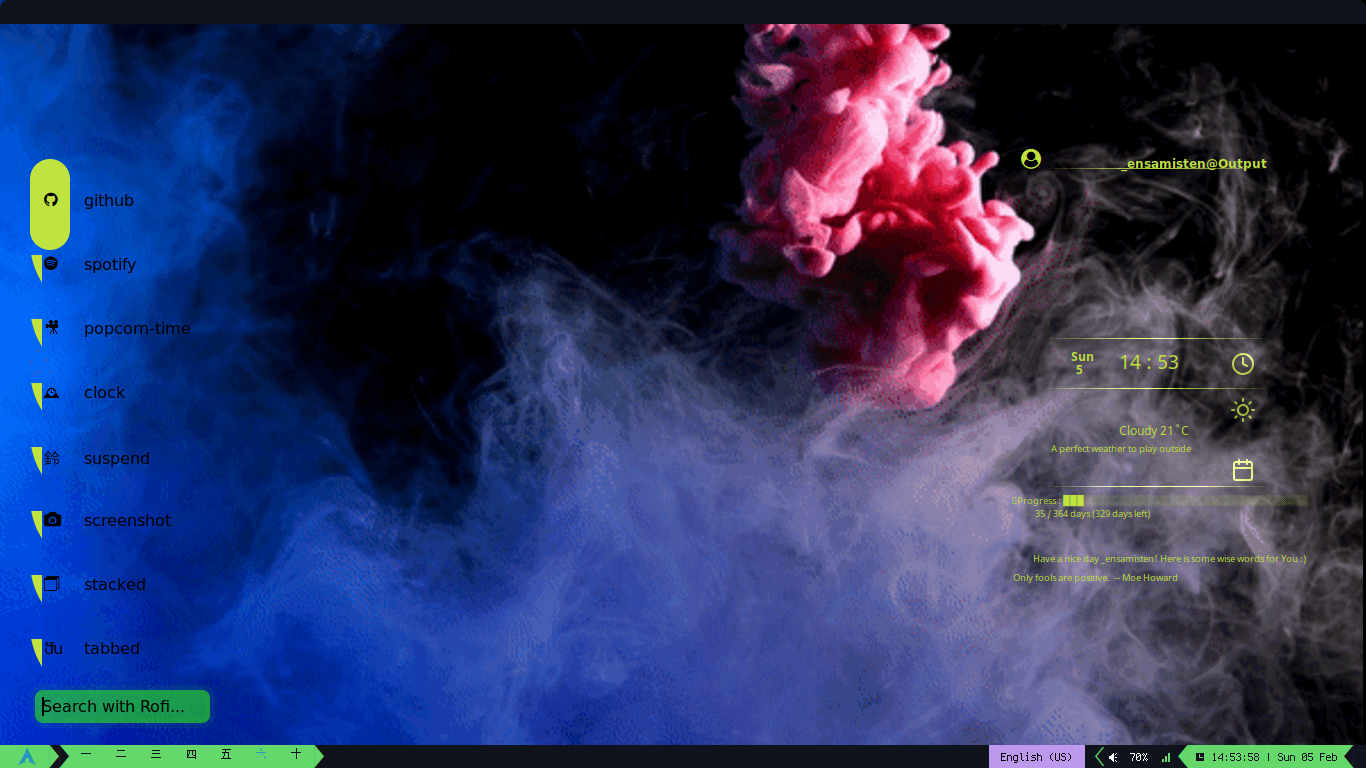 github
spotify
popcorn-time
clock
鈴 suspend
screenshot
stacked
tabbed
Search with Rofi...
_ensamisten@Output
Sun 14 : 53
5
Cloudy 21°C
A perfect weather to play outside
Progress :
35 / 364 days (329 days left)
Have a nice day _ensamisten! Here is some wise words for You :)
Only fools are positive. -- Moe Howard
一 二 三 四 五 六 十 English (US) 70% 14:53:58 | Sun 05 Feb